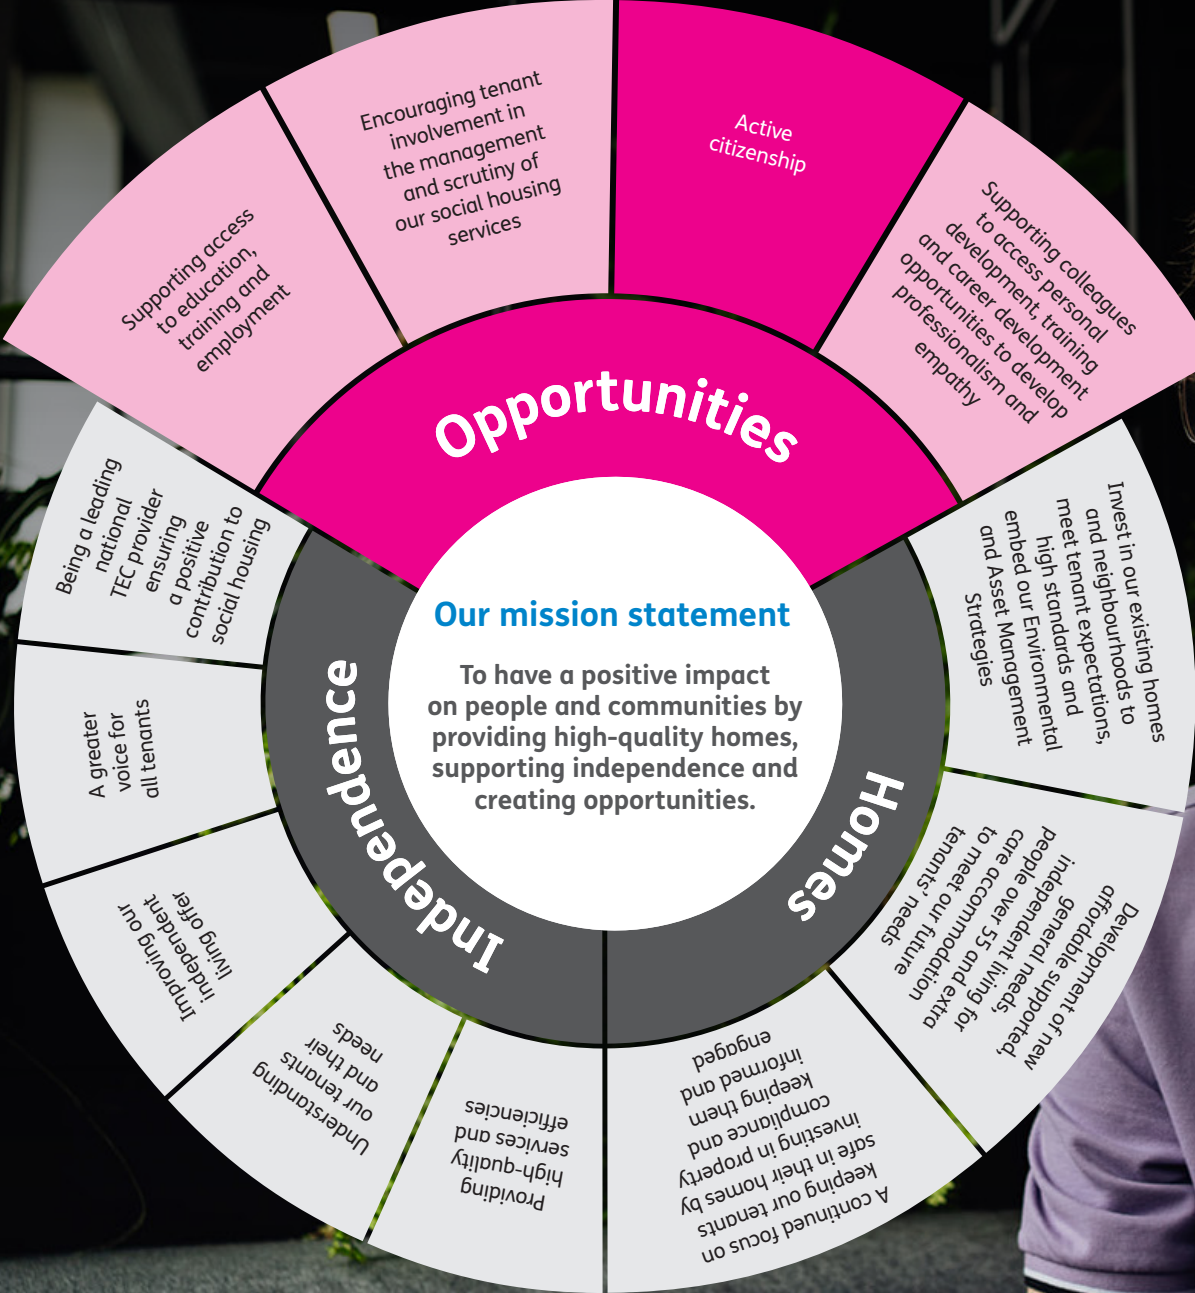 Our mission statement
To have a positive impact
on people and communities by
providing high-quality homes,
supporting independence and
creating opportunities.
Opportunities
Supporting access
to education,
training and
employment
Encouraging tenant
involvement in
the management
and scrutiny of
our social housing
services
Active
citizenship
Supporting colleagues
to access personal
development, training
and career development
opportunities to develop
professionalism and
empathy
Homes
Invest in our existing homes
and neighbourhoods to
meet tenant expectations,
high standards and
embed our Environmental
and Asset Management
Strategies
Development of new
affordable supported,
general needs,
independent living for
people over 55 and extra
care accommodation
to meet our future
tenants' needs
A continued focus on
keeping our tenants
safe in their homes by
investing in property
compliance and
keeping them
informed and
engaged
Independence
Providing
high-quality
services and
efficiencies
Understanding
our tenants
and their
needs
Improving our
independent
living offer
A greater
voice for
all tenants
Being a leading
national
TEC provider
ensuring
a positive
contribution to
social housing